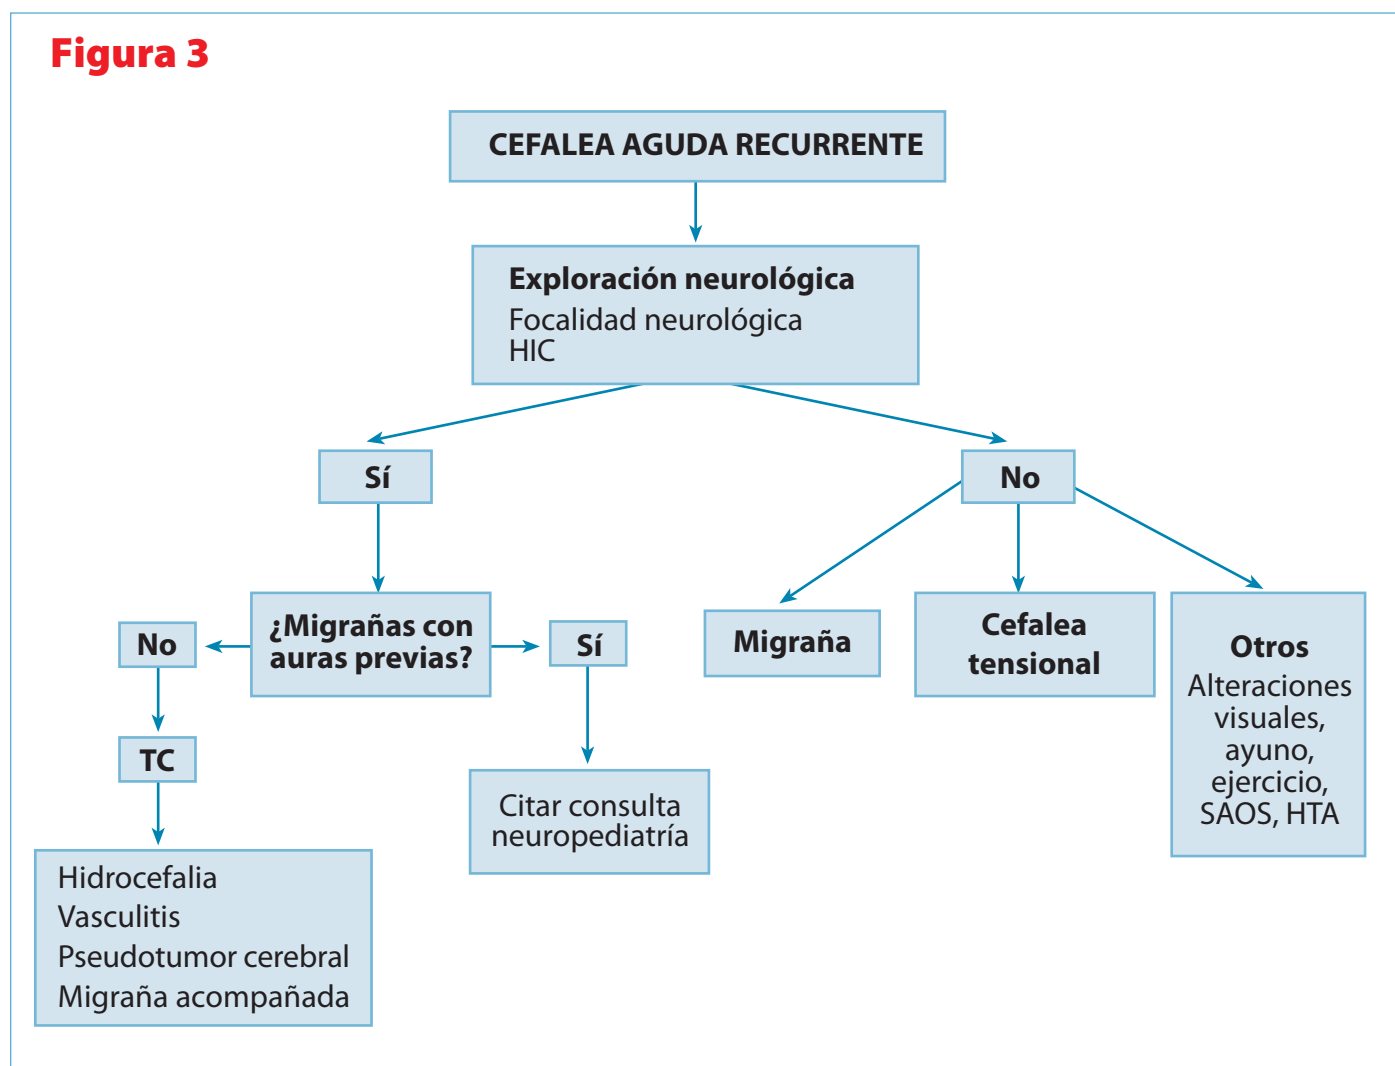 Figura 3
CEFALEA AGUDA RECURRENTE
Exploración neurológica
Focalidad neurológica
HIC
Sí
No
¿Migrañas con
auras previas?
No
Sí
Migraña
Cefalea
tensional
Otros
Alteraciones
visuales,
ayuno,
ejercicio,
SAOS, HTA
TC
Citar consulta
neuropediatría
Hidrocefalia
Vasculitis
Pseudotumor cerebral
Migraña acompañada